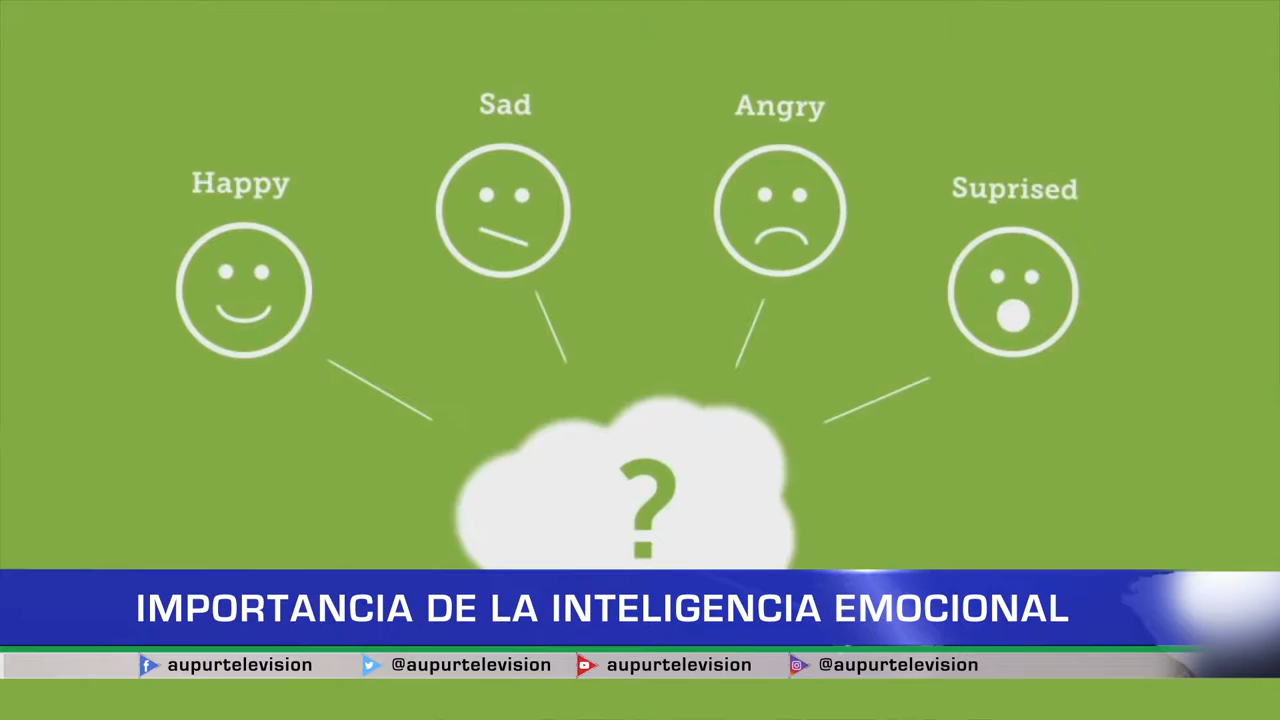 Sad
Angry
Happy
Suprised
?
IMPORTANCIA DE LA INTELIGENCIA EMOCIONAL
aupurtelevision @aupurtelevision aupurtelevision @aupurtelevision